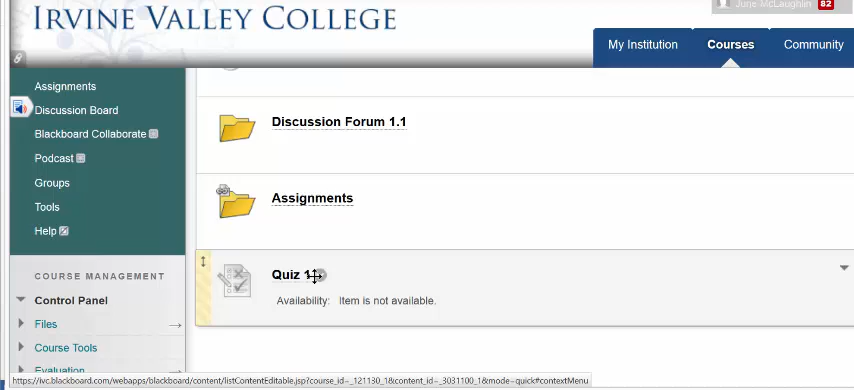 IRVINE VALLEY COLLEGE
June McLaughlin 82
My Institution
Courses
Community
Assignments
Discussion Board
Blackboard Collaborate
Podcast
Groups
Tools
Help
COURSE MANAGEMENT
Control Panel
Files
Course Tools
Evaluation
Discussion Forum 1.1
Assignments
Quiz 1
Availability: Item is not available.
https://ivc.blackboard.com/webapps/blackboard/content/listContentEditable.jsp?course_id=_121130_1&content_id=_3031100_1&mode=quick#contextMenu